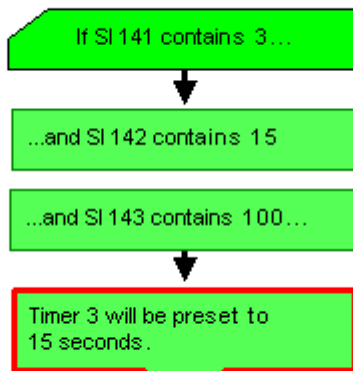 If SI 141 contains 3...
...and SI 142 contains 15
...and SI 143 contains 100...
Timer 3 will be preset to
15 seconds.